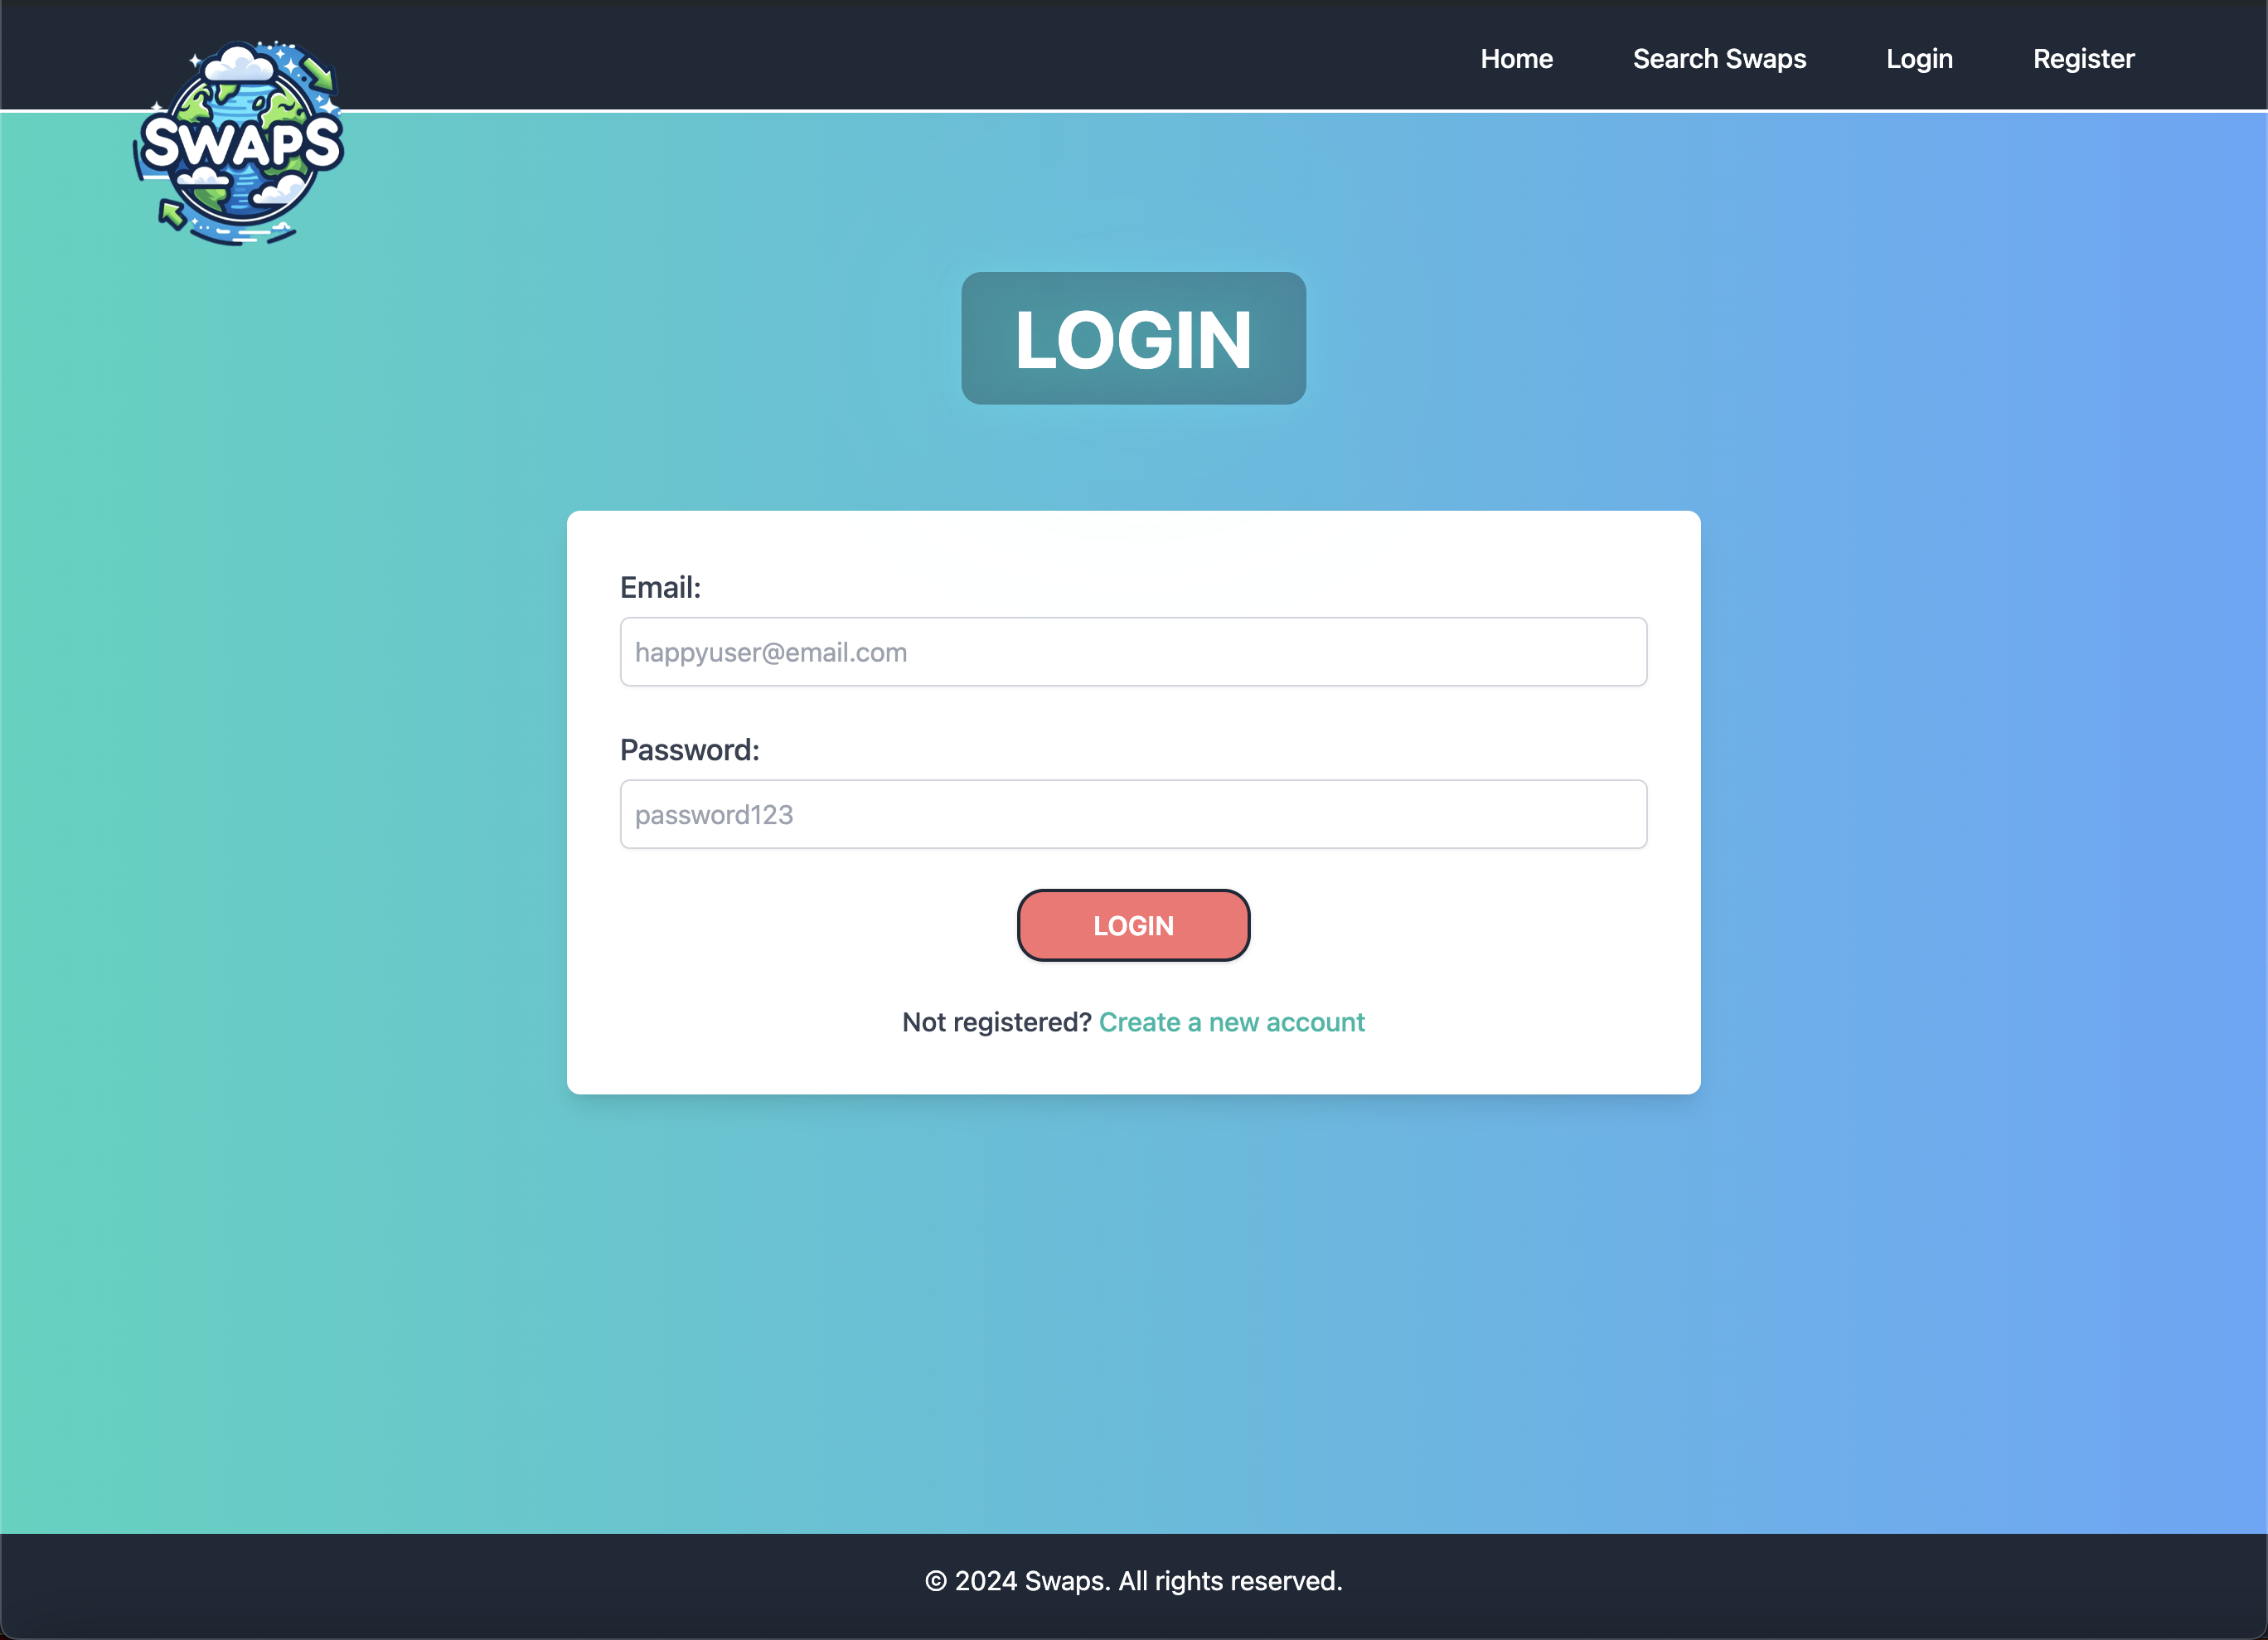 SWAPS
Home Search Swaps Login Register
LOGIN
Email:
happyuser@email.com
Password:
password123
LOGIN
Not registered? Create a new account
© 2024 Swaps. All rights reserved.